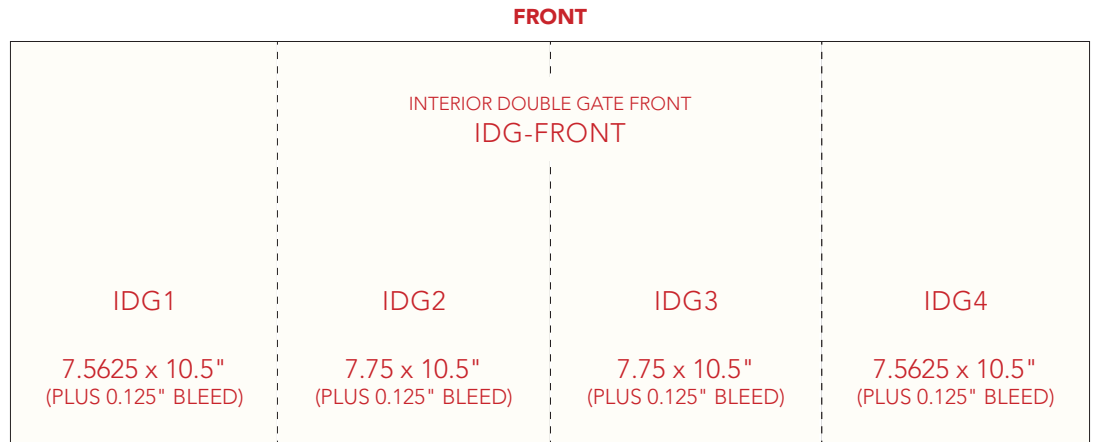 FRONT
INTERIOR DOUBLE GATE FRONT
IDG-FRONT
IDG1
7.5625 x 10.5"
(PLUS 0.125" BLEED)
IDG2
7.75 x 10.5"
(PLUS 0.125" BLEED)
IDG3
7.75 x 10.5"
(PLUS 0.125" BLEED)
IDG4
7.5625 x 10.5"
(PLUS 0.125" BLEED)